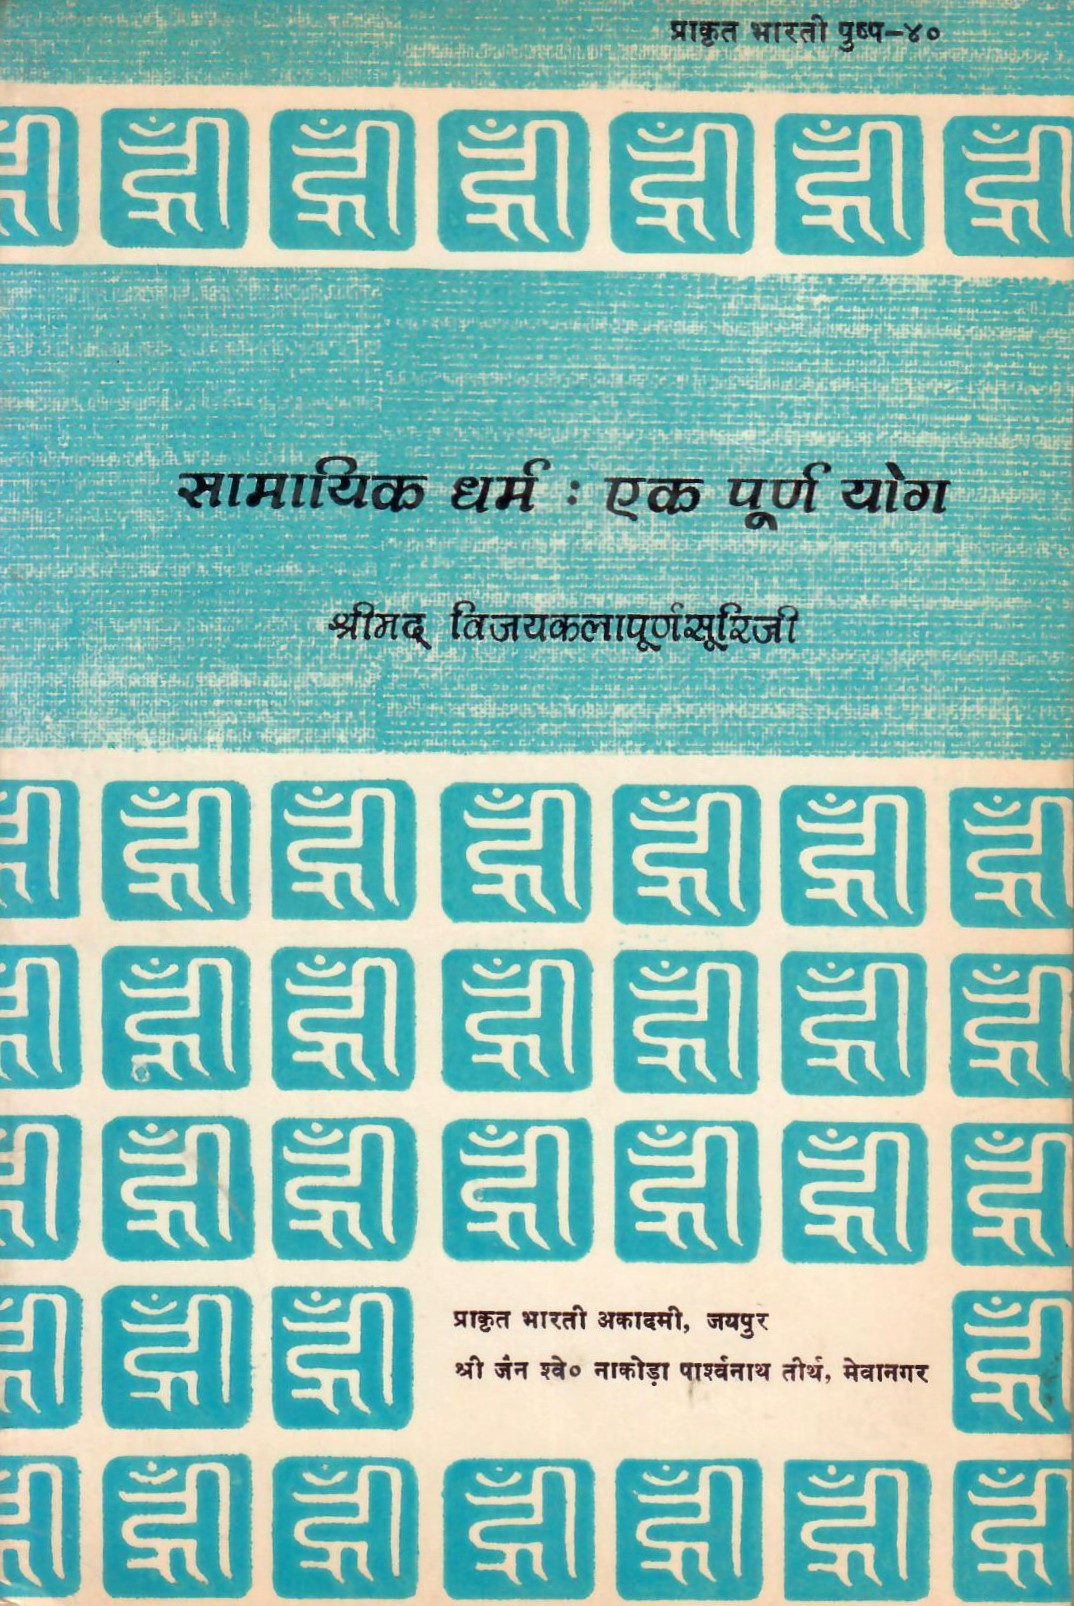 प्राकृत भारती पुष्प-४०
सामायिक धर्म : एक पूर्ण योग
श्रीमद् विजयकलापूर्णसूरिजी
प्राकृत भारती अकादमी, जयपुर
श्री जैन श्वे० नाकोड़ा पार्श्वनाथ तीर्थ, मेवानगर